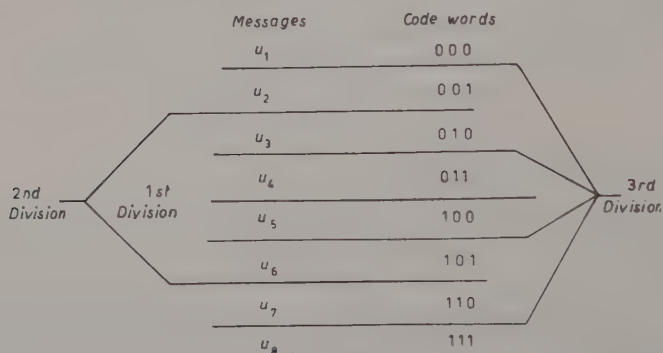 Messages Code words
u₁ 000
u₂ 001
u₃ 010
2nd 1st u₄ 011 3rd
Division Division Division
u₅ 100
u₆ 101
u₇ 110
u₈ 111